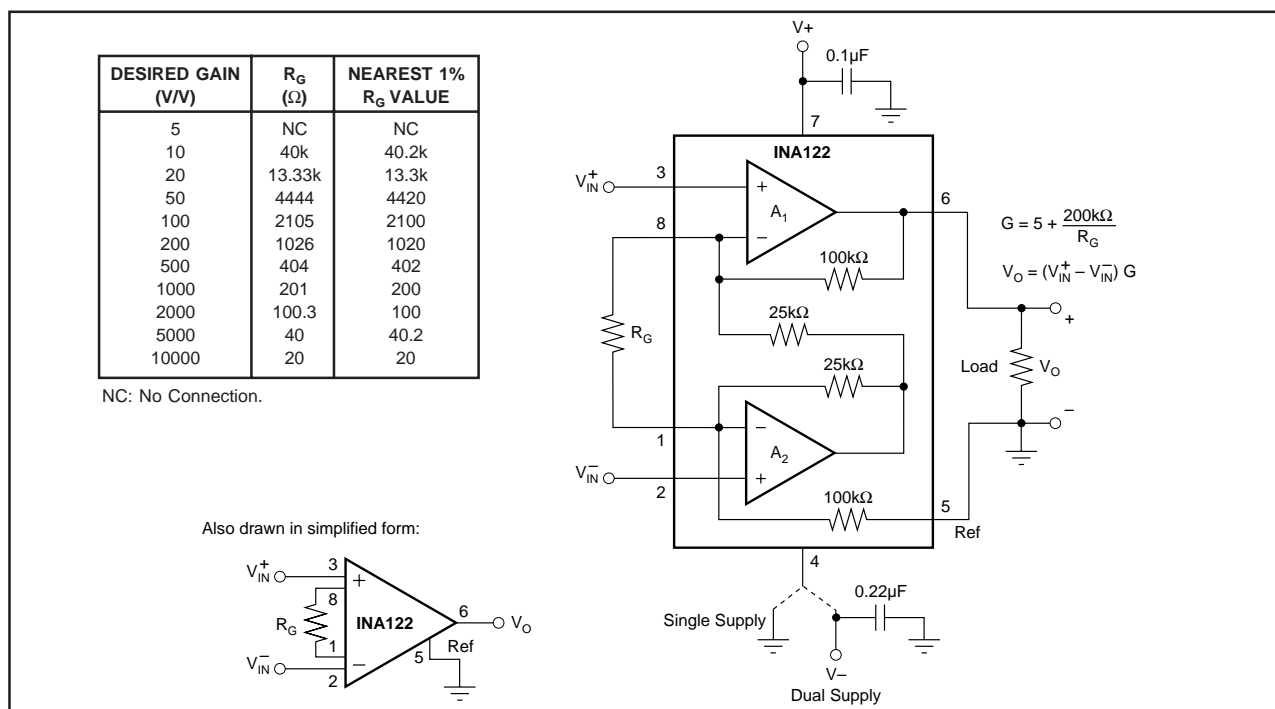 DESIRED GAIN (V/V) R_G (Ω) NEAREST 1% R_G VALUE
5 NC NC
10 40k 40.2k
20 13.33k 13.3k
50 4444 4420
100 2105 2100
200 1026 1020
500 404 402
1000 201 200
2000 100.3 100
5000 40 40.2
10000 20 20
NC: No Connection.
V+
0.1µF
7
INA122
V_IN^+ 3
+
A_1
6
8
–
100kΩ
G = 5 + 200kΩ / R_G
V_O = (V_IN^+ – V_IN^–) G
25kΩ
R_G
25kΩ
+
Load
V_O
–
1
–
A_2
V_IN^– 2
+
100kΩ
5
Ref
4
0.22µF
Single Supply
V–
Dual Supply
Also drawn in simplified form:
V_IN^+ 3
+
8
R_G
INA122
6
V_O
1
–
5
Ref
V_IN^–
2